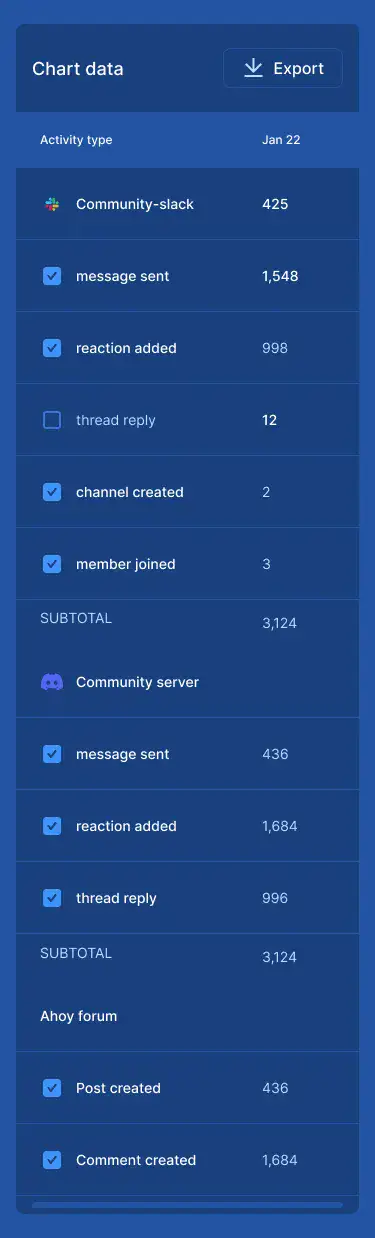 Chart data
Export
Activity type Jan 22
Community-slack 425
message sent 1,548
reaction added 998
thread reply 12
channel created 2
member joined 3
SUBTOTAL 3,124
Community server
message sent 436
reaction added 1,684
thread reply 996
SUBTOTAL 3,124
Ahoy forum
Post created 436
Comment created 1,684